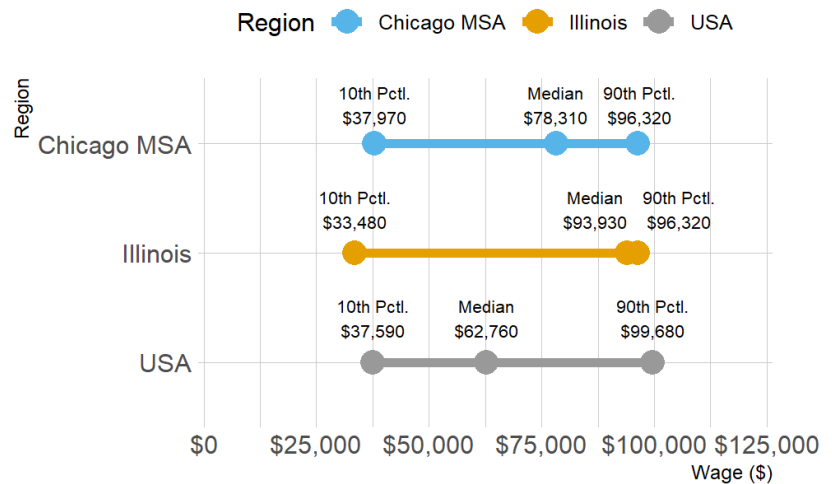 Region Chicago MSA Illinois USA
Region
10th Pctl. Median 90th Pctl.
$37,970 $78,310 $96,320
Chicago MSA
10th Pctl. Median 90th Pctl.
$33,480 $93,930 $96,320
Illinois
10th Pctl. Median 90th Pctl.
$37,590 $62,760 $99,680
USA
$0 $25,000 $50,000 $75,000 $100,000 $125,000
Wage ($)